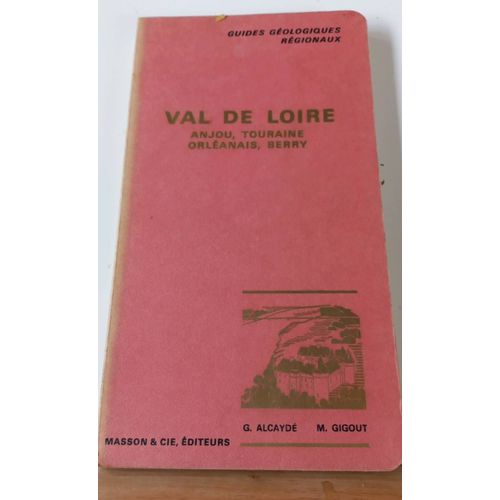 GUIDES GÉOLOGIQUES
RÉGIONAUX
VAL DE LOIRE
ANJOU, TOURAINE
ORLÉANAIS, BERRY
G. ALCAYDÉ M. GIGOUT
MASSON & CIE, ÉDITEURS